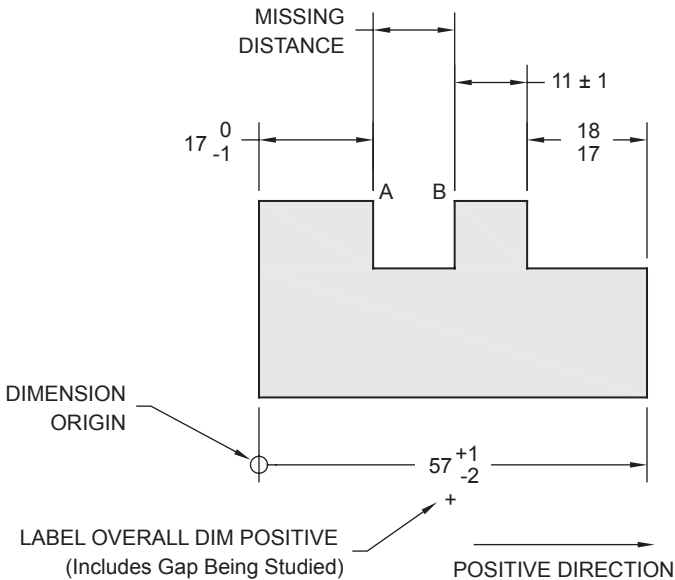 MISSING
DISTANCE
11 ± 1
17 0
-1
18
17
A B
DIMENSION
ORIGIN
57 +1
-2
+
LABEL OVERALL DIM POSITIVE
(Includes Gap Being Studied)
POSITIVE DIRECTION